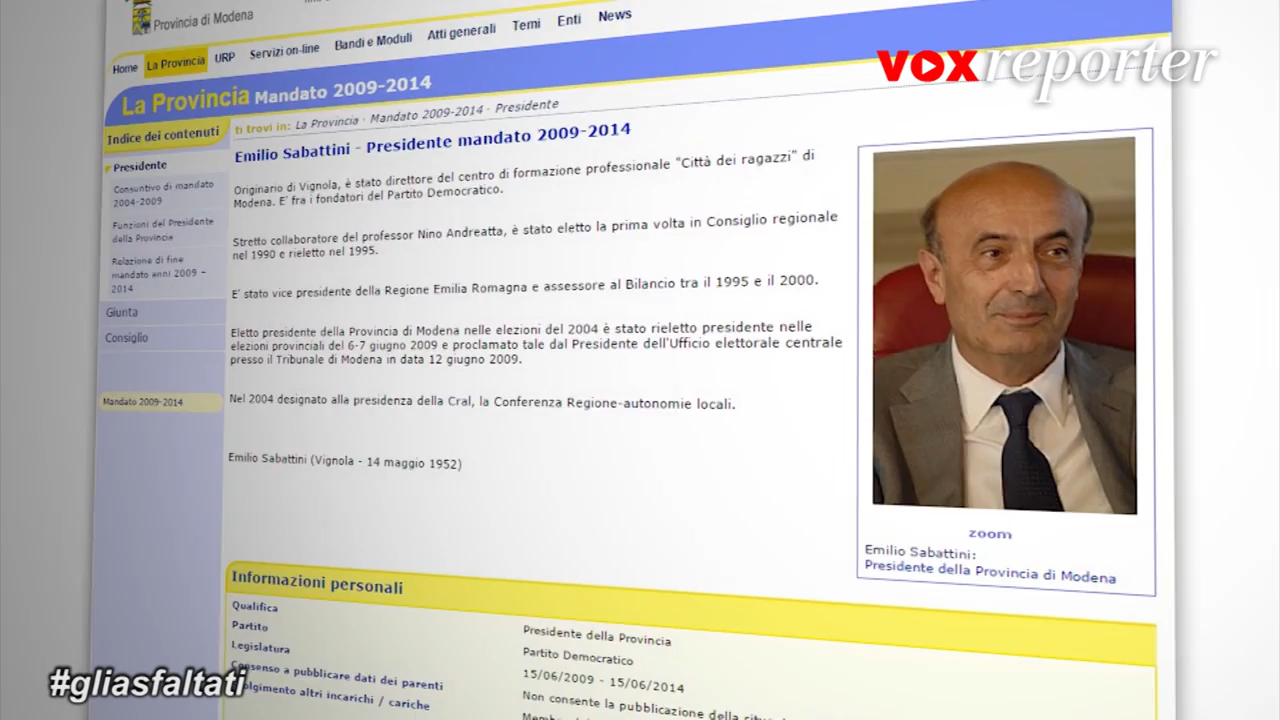 Provincia di Modena
Home La Provincia URP Servizi on-line Bandi e Moduli Atti generali Temi Enti News
VOX reporter
La Provincia Mandato 2009-2014
Indice dei contenuti
ti trovi in: La Provincia · Mandato 2009-2014 · Presidente
Presidente
Consuntivo di mandato
2004-2009
Funzioni del Presidente
della Provincia
Relazione di fine
mandato anni 2009 -
2014
Giunta
Consiglio
Mandato 2009-2014
Emilio Sabattini - Presidente mandato 2009-2014
Originario di Vignola, è stato direttore del centro di formazione professionale "Città dei ragazzi" di
Modena. E' fra i fondatori del Partito Democratico.
Stretto collaboratore del professor Nino Andreatta, è stato eletto la prima volta in Consiglio regionale
nel 1990 e rieletto nel 1995.
E' stato vice presidente della Regione Emilia Romagna e assessore al Bilancio tra il 1995 e il 2000.
Eletto presidente della Provincia di Modena nelle elezioni del 2004 è stato rieletto presidente nelle
elezioni provinciali del 6-7 giugno 2009 e proclamato tale dal Presidente dell'Ufficio elettorale centrale
presso il Tribunale di Modena in data 12 giugno 2009.
Nel 2004 designato alla presidenza della Cral, la Conferenza Regione-autonomie locali.
Emilio Sabattini (Vignola - 14 maggio 1952)
zoom
Emilio Sabattini:
Presidente della Provincia di Modena
Informazioni personali
Qualifica Presidente della Provincia
Partito Partito Democratico
Legislatura 15/06/2009 - 15/06/2014
Consenso a pubblicare dati dei parenti Non consente la pubblicazione della
altri incarichi / cariche
#gliasfaltati